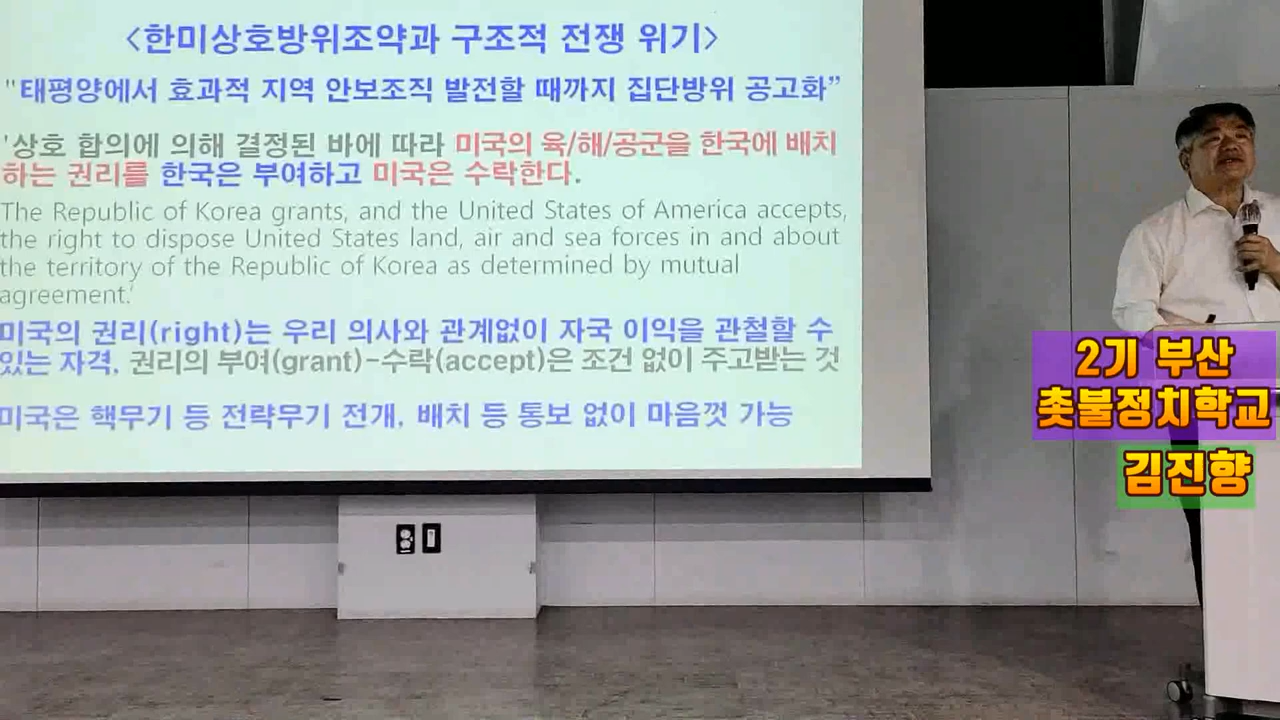 <한미상호방위조약과 구조적 전쟁 위기>
"태평양에서 효과적 지역 안보조직 발전할 때까지 집단방위 공고화”
'상호 합의에 의해 결정된 바에 따라 미국의 육/해/공군을 한국에 배치
하는 권리를 한국은 부여하고 미국은 수락한다.
The Republic of Korea grants, and the United States of America accepts,
the right to dispose United States land, air and sea forces in and about
the territory of the Republic of Korea as determined by mutual
agreement.'
미국의 권리(right)는 우리 의사와 관계없이 자국 이익을 관철할 수
있는 자격, 권리의 부여(grant)-수락(accept)은 조건 없이 주고받는 것
미국은 핵무기 등 전략무기 전개, 배치 등 통보 없이 마음껏 가능
2기 부산
촛불정치학교
김진향